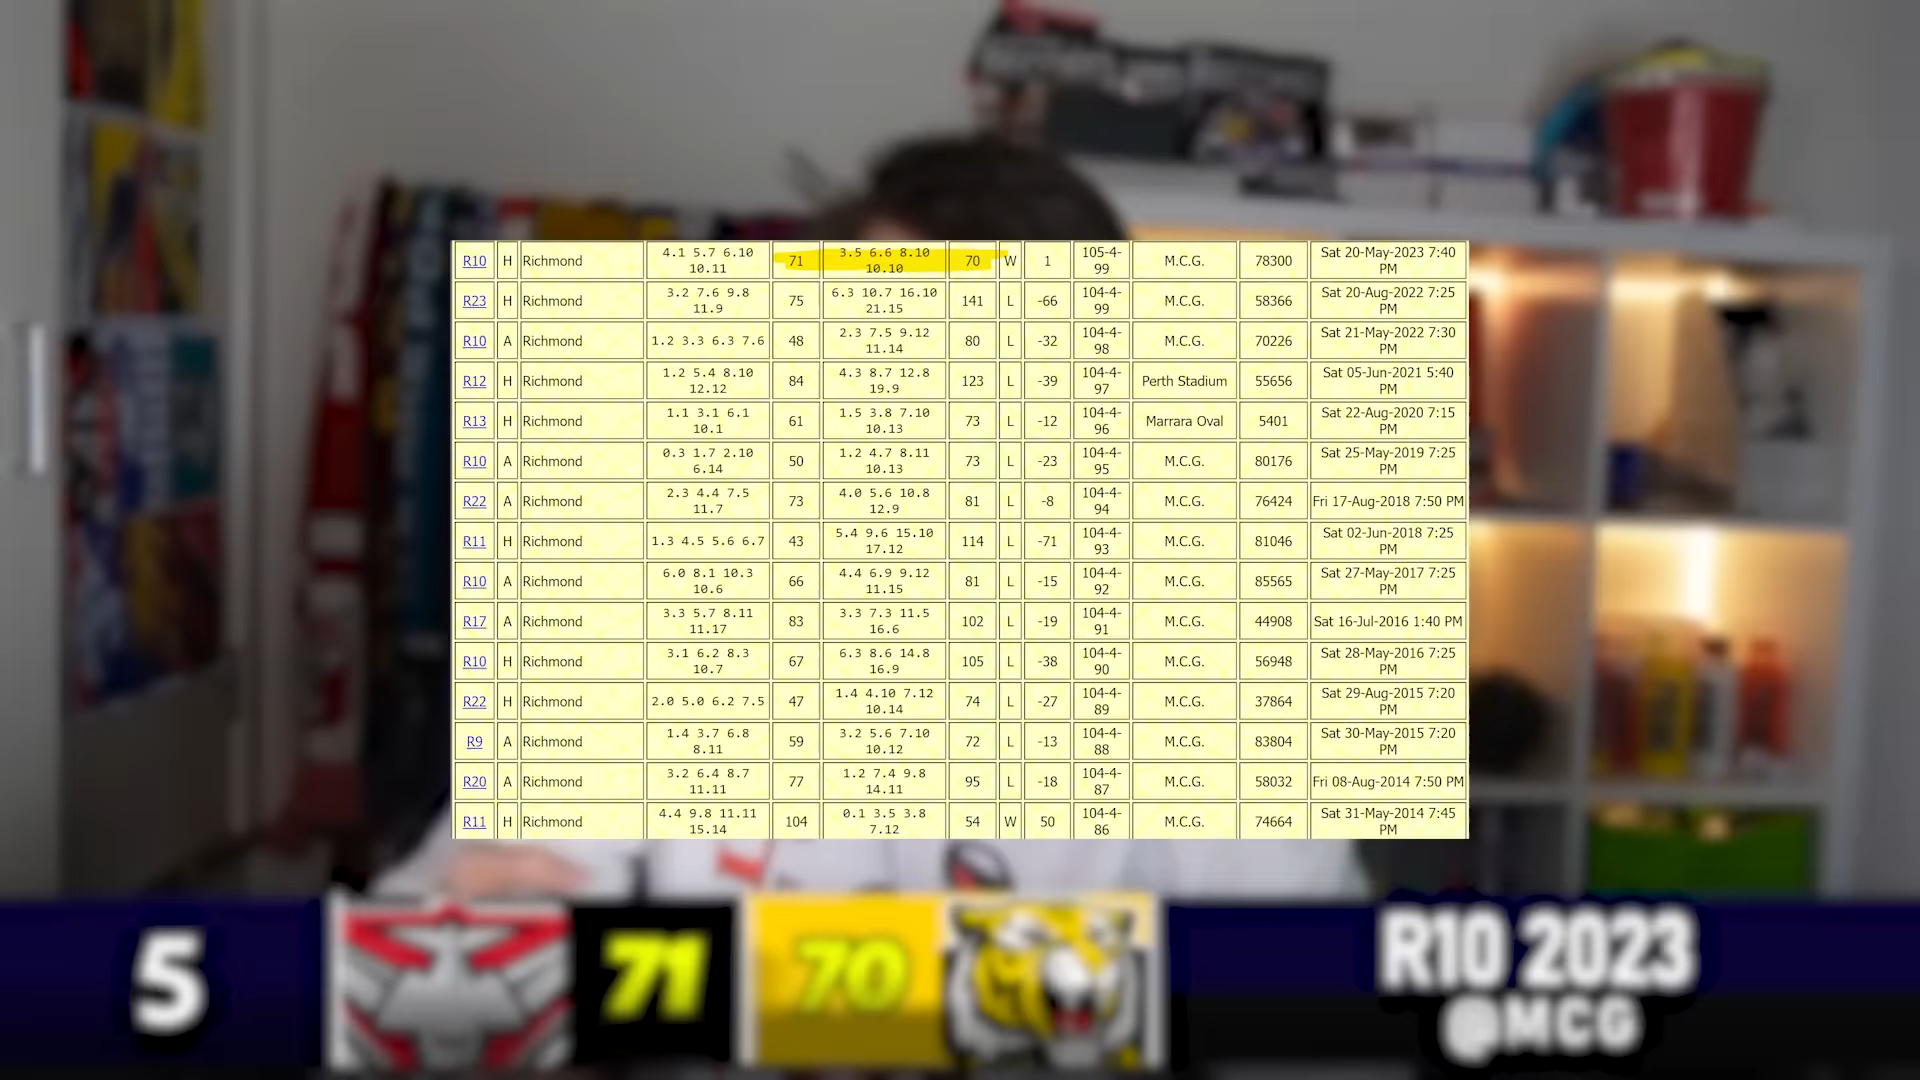 R10 H Richmond 4.1 5.7 6.10 10.11 71 3.5 6.6 8.10 10.10 70 W 1 105-4-99 M.C.G. 78300 Sat 20-May-2023 7:40 PM
R23 H Richmond 3.2 7.6 9.8 11.9 75 6.3 10.7 16.10 21.15 141 L -66 104-4-99 M.C.G. 58366 Sat 20-Aug-2022 7:25 PM
R10 A Richmond 1.2 3.3 6.3 7.6 48 2.3 7.5 9.12 11.14 80 L -32 104-4-98 M.C.G. 70226 Sat 21-May-2022 7:30 PM
R12 H Richmond 1.2 5.4 8.10 12.12 84 4.3 8.7 12.8 19.9 123 L -39 104-4-97 Perth Stadium 55656 Sat 05-Jun-2021 5:40 PM
R13 H Richmond 1.1 3.1 6.1 10.1 61 1.5 3.8 7.10 10.13 73 L -12 104-4-96 Marrara Oval 5401 Sat 22-Aug-2020 7:15 PM
R10 A Richmond 0.3 1.7 2.10 6.14 50 1.2 4.7 8.11 10.13 73 L -23 104-4-95 M.C.G. 80176 Sat 25-May-2019 7:25 PM
R22 A Richmond 2.3 4.4 7.5 11.7 73 4.0 5.6 10.8 12.9 81 L -8 104-4-94 M.C.G. 76424 Fri 17-Aug-2018 7:50 PM
R11 H Richmond 1.3 4.5 5.6 6.7 43 5.4 9.6 15.10 17.12 114 L -71 104-4-93 M.C.G. 81046 Sat 02-Jun-2018 7:25 PM
R10 A Richmond 6.0 8.1 10.3 10.6 66 4.4 6.9 9.12 11.15 81 L -15 104-4-92 M.C.G. 85565 Sat 27-May-2017 7:25 PM
R17 A Richmond 3.3 5.7 8.11 11.17 83 3.3 7.3 11.5 16.6 102 L -19 104-4-91 M.C.G. 44908 Sat 16-Jul-2016 1:40 PM
R10 H Richmond 3.1 6.2 8.3 10.7 67 6.3 8.6 14.8 16.9 105 L -38 104-4-90 M.C.G. 56948 Sat 28-May-2016 7:25 PM
R22 H Richmond 2.0 5.0 6.2 7.5 47 1.4 4.10 7.12 10.14 74 L -27 104-4-89 M.C.G. 37864 Sat 29-Aug-2015 7:20 PM
R9 A Richmond 1.4 3.7 6.8 8.11 59 3.2 5.6 7.10 10.12 72 L -13 104-4-88 M.C.G. 83804 Sat 30-May-2015 7:20 PM
R20 A Richmond 3.2 6.4 8.7 11.11 77 1.2 7.4 9.8 14.11 95 L -18 104-4-87 M.C.G. 58032 Fri 08-Aug-2014 7:50 PM
R11 H Richmond 4.4 9.8 11.11 15.14 104 0.1 3.5 3.8 7.12 54 W 50 104-4-86 M.C.G. 74664 Sat 31-May-2014 7:45 PM
5 71 70 R10 2023
@MCG